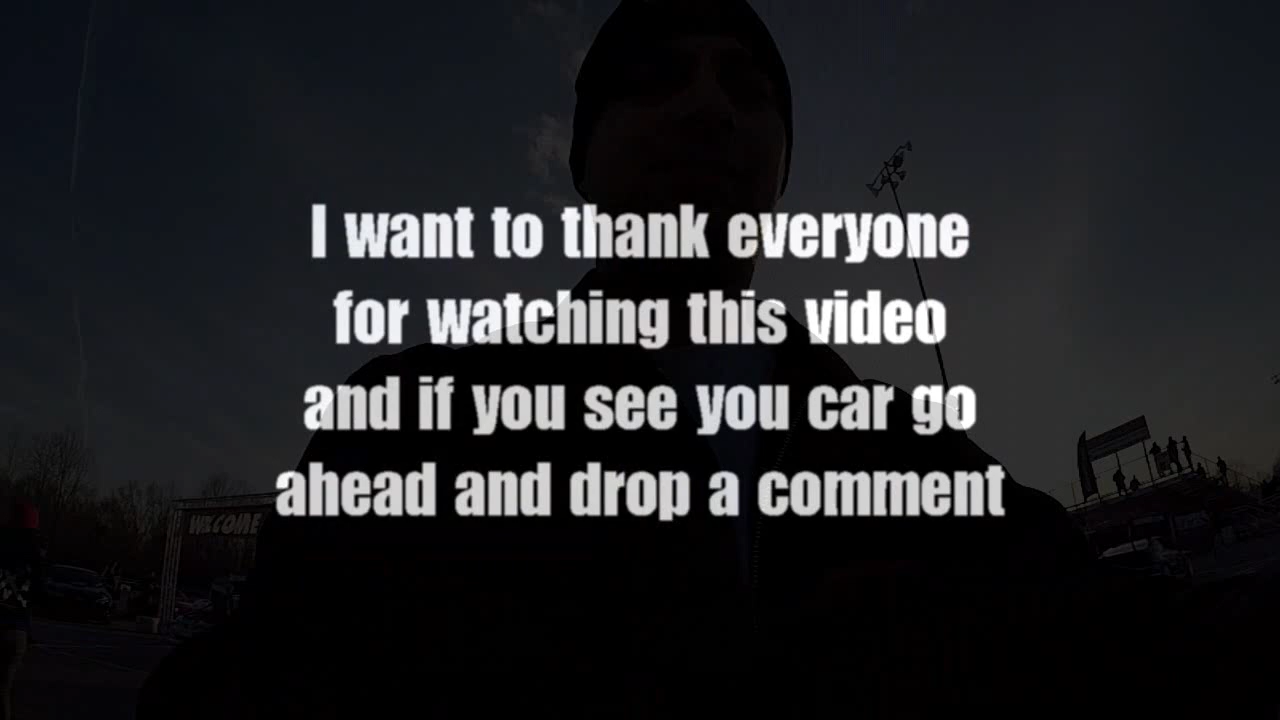 I want to thank everyone
for watching this video
and if you see you car go
ahead and drop a comment
WELCOME